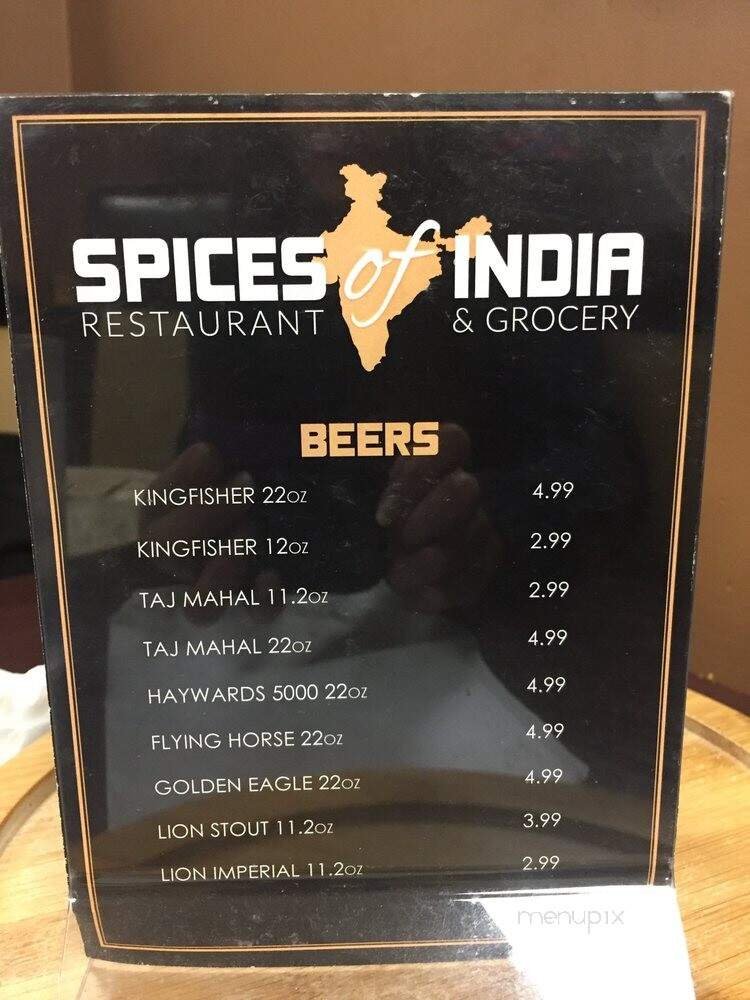 SPICES of INDIA
RESTAURANT & GROCERY
BEERS
KINGFISHER 22OZ 4.99
KINGFISHER 12OZ 2.99
TAJ MAHAL 11.2OZ 2.99
TAJ MAHAL 22OZ 4.99
HAYWARDS 5000 22OZ 4.99
FLYING HORSE 22OZ 4.99
GOLDEN EAGLE 22OZ 4.99
LION STOUT 11.2OZ 3.99
LION IMPERIAL 11.2OZ 2.99
menupix